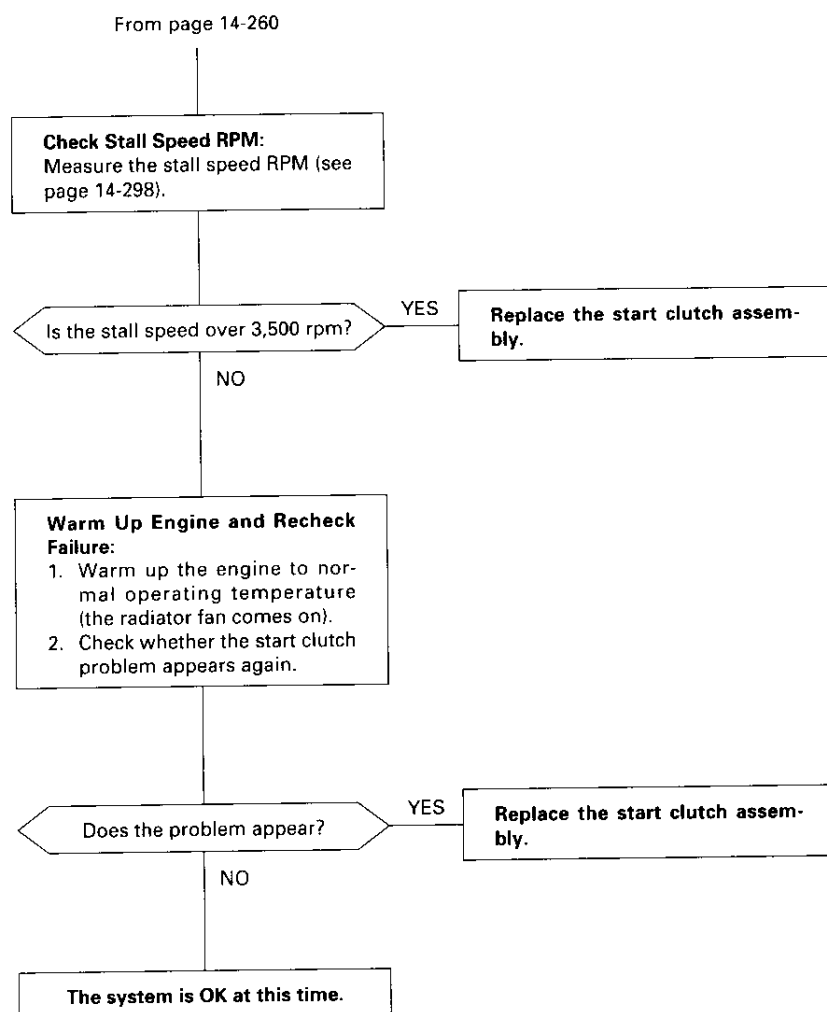 From page 14-260
Check Stall Speed RPM:
Measure the stall speed RPM (see
page 14-298).
Is the stall speed over 3,500 rpm?
YES
Replace the start clutch assem-
bly.
NO
Warm Up Engine and Recheck
Failure:
1. Warm up the engine to nor-
mal operating temperature
(the radiator fan comes on).
2. Check whether the start clutch
problem appears again.
Does the problem appear?
YES
Replace the start clutch assem-
bly.
NO
The system is OK at this time.